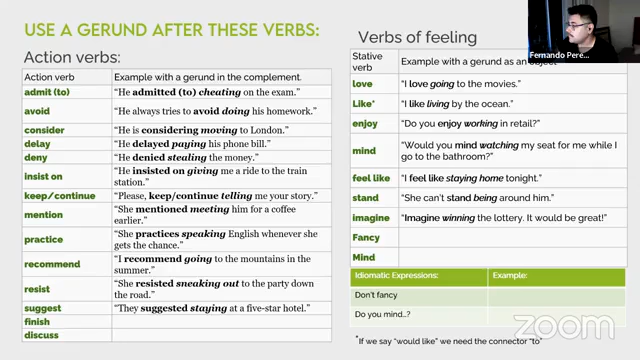 USE A GERUND AFTER THESE VERBS:
Action verbs:
Action verb
Example with a gerund in the complement.
admit (to)
"He admitted (to) cheating on the exam."
avoid
"He always tries to avoid doing his homework."
consider
"He is considering moving to London."
delay
"He delayed paying his phone bill."
deny
"He denied stealing the money."
insist on
"He insisted on giving me a ride to the train
station."
keep/continue
"Please, keep/continue telling me your story."
mention
"She mentioned meeting him for a coffee
earlier."
practice
"She practices speaking English whenever she
gets the chance."
recommend
"I recommend going to the mountains in the
summer."
resist
"She resisted sneaking out to the party down
the road."
suggest
"They suggested staying at a five-star hotel."
finish
discuss
Verbs of feeling
Stative
verb
Example with a gerund as an object
love
"I love going to the movies."
Like*
"I like living by the ocean."
enjoy
"Do you enjoy working in retail?"
mind
"Would you mind watching my seat for me while I
go to the bathroom?"
feel like
"I feel like staying home tonight."
stand
"She can't stand being around him."
imagine
"Imagine winning the lottery. It would be great!"
Fancy
Mind
Idiomatic Expressions:
Example:
Don't fancy
Do you mind...?
*If we say "would like" we need the connector "to"
Fernando Pere...
zoom